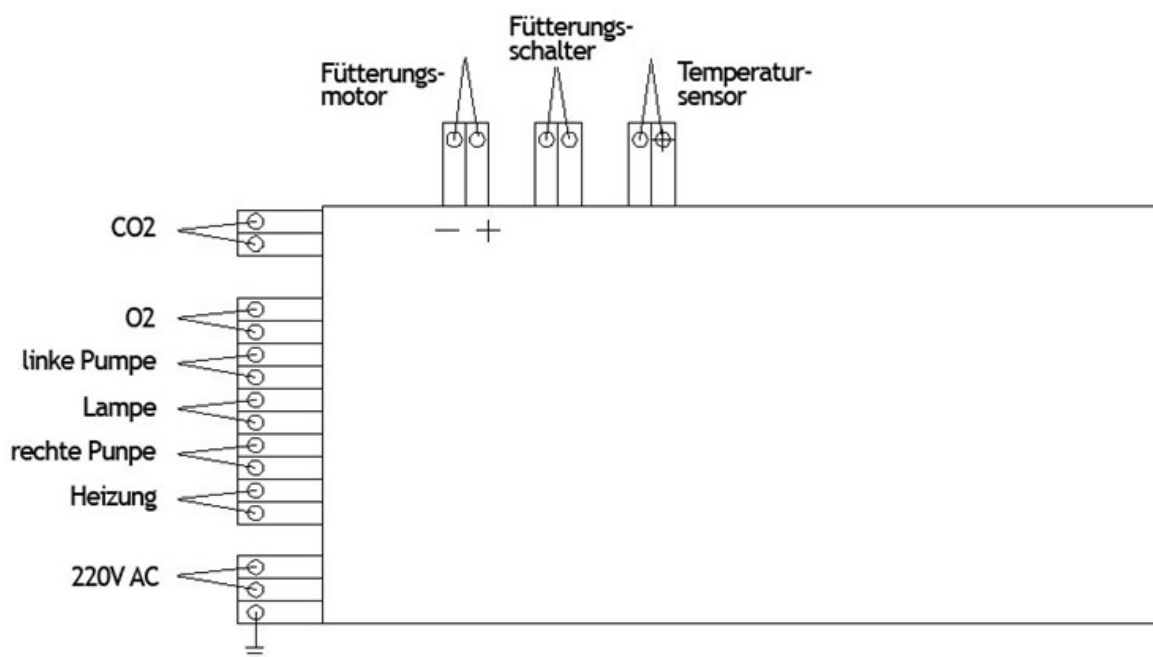 Fütterungs-
motor
Fütterungs-
schalter
Temperatur-
sensor
CO2
− +
O2
linke Pumpe
Lampe
rechte Punpe
Heizung
220V AC